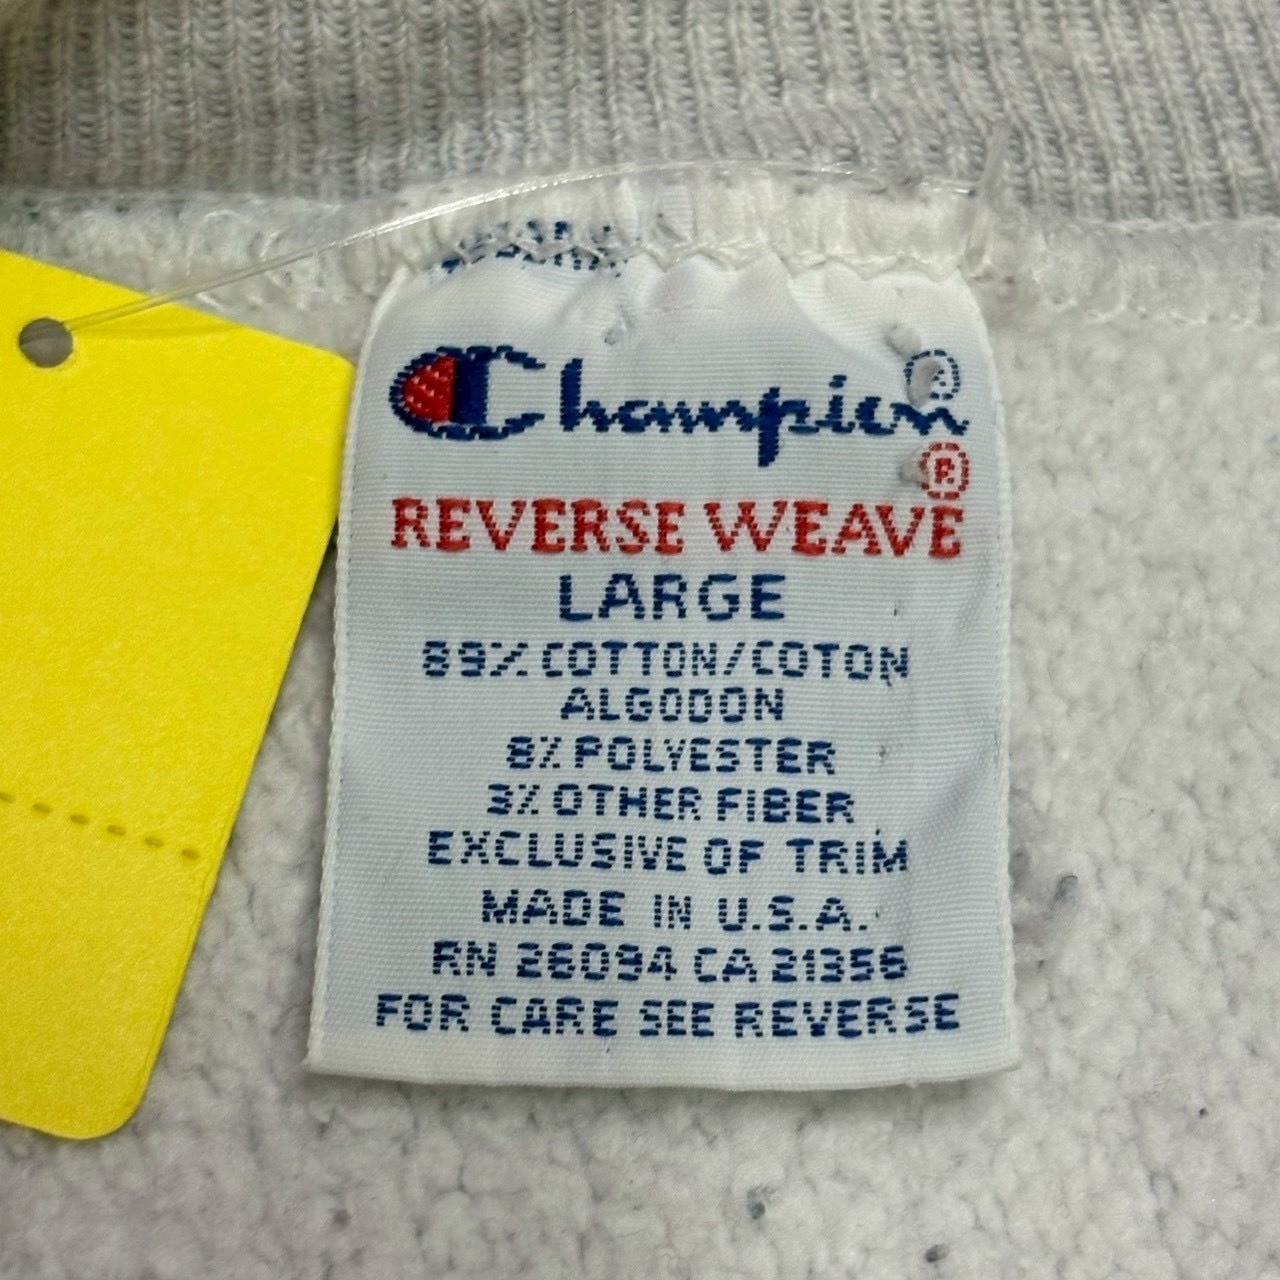 Champion®
®
REVERSE WEAVE
LARGE
89% COTTON/COTON
ALGODON
8% POLYESTER
3% OTHER FIBER
EXCLUSIVE OF TRIM
MADE IN U.S.A.
RN 26094 CA 21356
FOR CARE SEE REVERSE